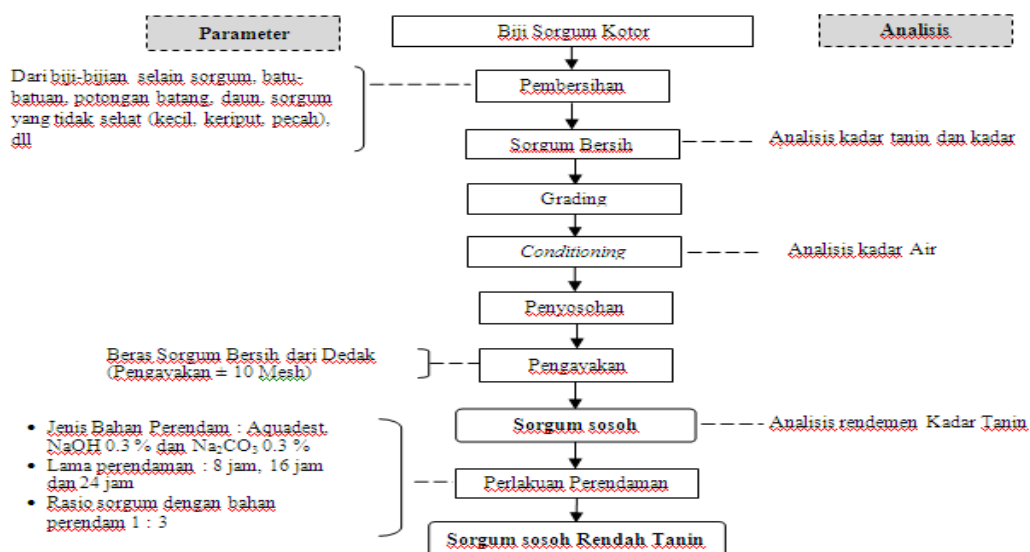 Parameter
Biji Sorgum Kotor
Analisis
Dari biji-bijian selain sorgum, batu-
batuan, potongan batang, daun, sorgum
yang tidak sehat (kecil, keriput, pecah),
dll
Pembersihan
Sorgum Bersih
Analisis kadar tanin dan kadar
Grading
Conditioning
Analisis kadar Air
Penyosohan
Beras Sorgum Bersih dari Dedak
(Pengayakan ± 10 Mesh)
Pengayakan
Sorgum sosoh
Analisis rendemen Kadar Tanin
• Jenis Bahan Perendam : Aquadest,
NaOH 0.3 % dan Na₂CO₃ 0.3 %
• Lama perendaman : 8 jam, 16 jam
dan 24 jam
• Rasio sorgum dengan bahan
perendam 1 : 3
Perlakuan Perendaman
Sorgum sosoh Rendah Tanin